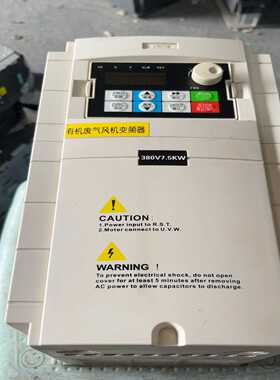 有机废气风机变频器
380V7.5KW
CAUTION :
1.Power input to R.S.T.
2.Motor connect to U.V.W.
WARNING !
To prevent electrical shock, do not open
cover for at least 5 minutes after removing
AC power to allow capacitors to discharge